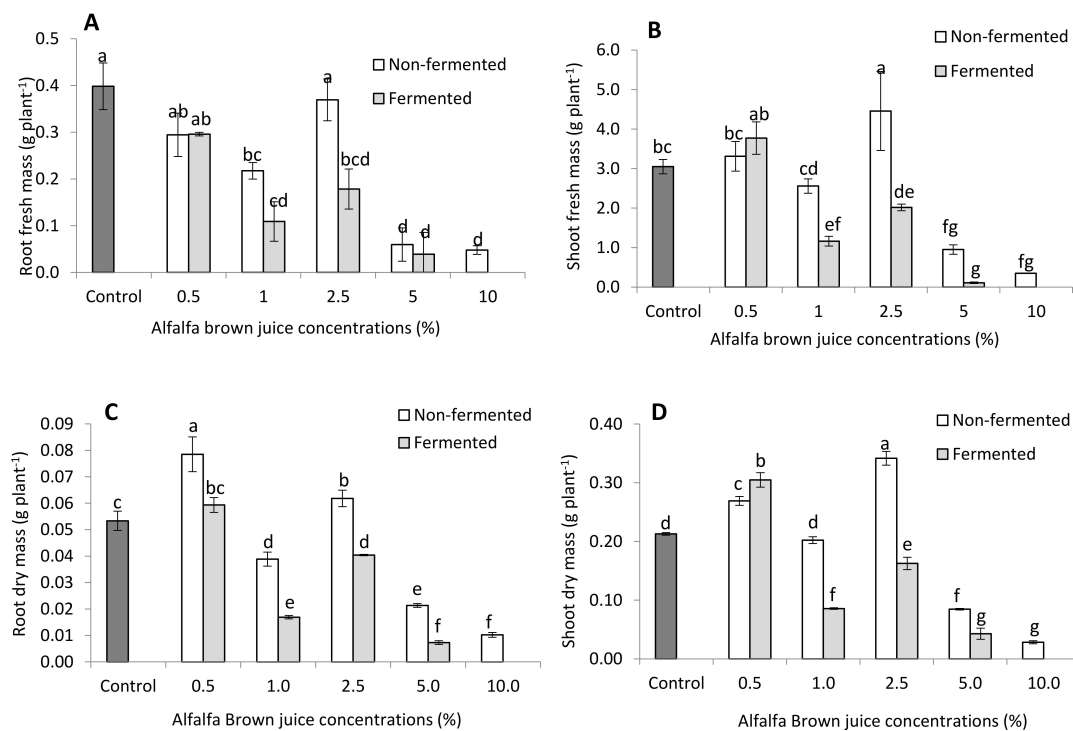 A
Root fresh mass (g plant⁻¹)
0.5
0.4
0.3
0.2
0.1
0.0
Non-fermented
Fermented
a
ab ab
bc
cd
a
bcd
d d
d
Control 0.5 1 2.5 5 10
Alfalfa brown juice concentrations (%)
B
Shoot fresh mass (g plant⁻¹)
6.0
5.0
4.0
3.0
2.0
1.0
0.0
Non-fermented
Fermented
bc
bc ab
cd
ef
a
de
fg
g
fg
Control 0.5 1 2.5 5 10
Alfalfa brown juice concentrations (%)
C
Root dry mass (g plant⁻¹)
0.09
0.08
0.07
0.06
0.05
0.04
0.03
0.02
0.01
0.00
Non-fermented
Fermented
c
a
bc
d
e
b
d
e
f
f
Control 0.5 1.0 2.5 5.0 10.0
Alfalfa Brown juice concentrations (%)
D
Shoot dry mass (g plant⁻¹)
0.40
0.30
0.20
0.10
0.00
Non-fermented
Fermented
d
c
b
d
f
a
e
f
g
g
Control 0.5 1.0 2.5 5.0 10.0
Alfalfa Brown juice concentrations (%)